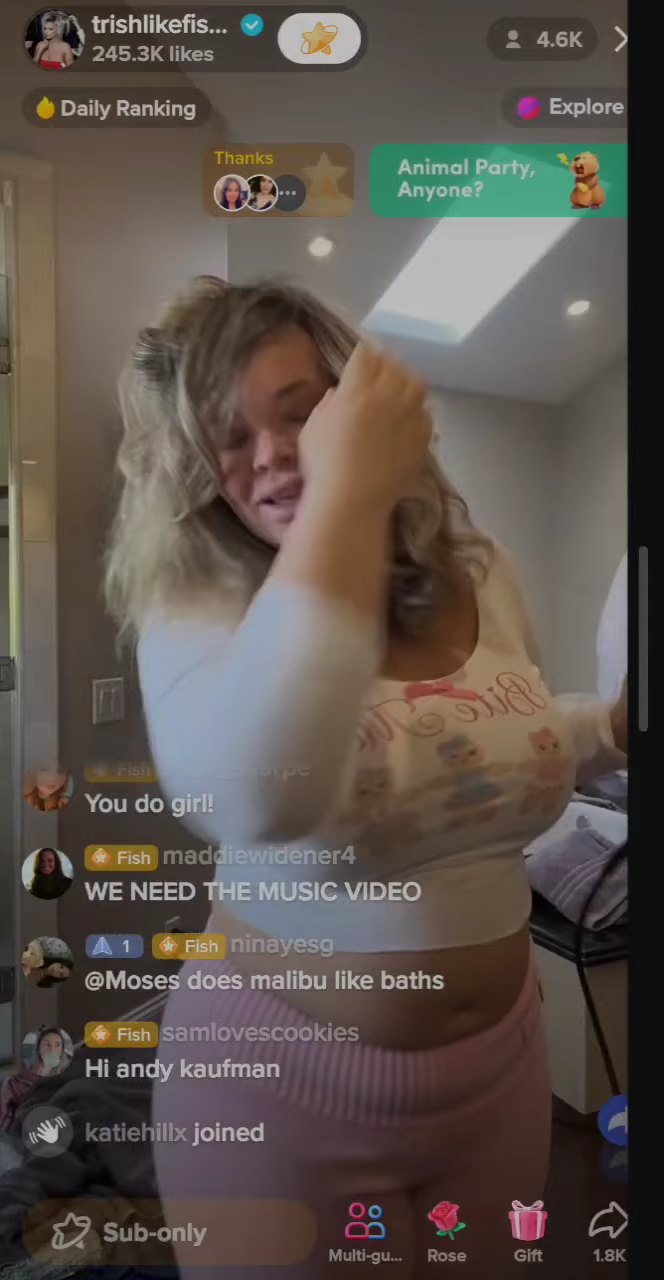 trishlikefis...
245.3K likes
4.6K
Daily Ranking
Explore
Thanks
Animal Party,
Anyone?
Bite
Fish
You do girl!
Fish maddiewidener4
WE NEED THE MUSIC VIDEO
1 Fish ninayesg
@Moses does malibu like baths
Fish samlovescookies
Hi andy kaufman
katiehillx joined
Sub-only
Multi-gu...
Rose
Gift
1.8K